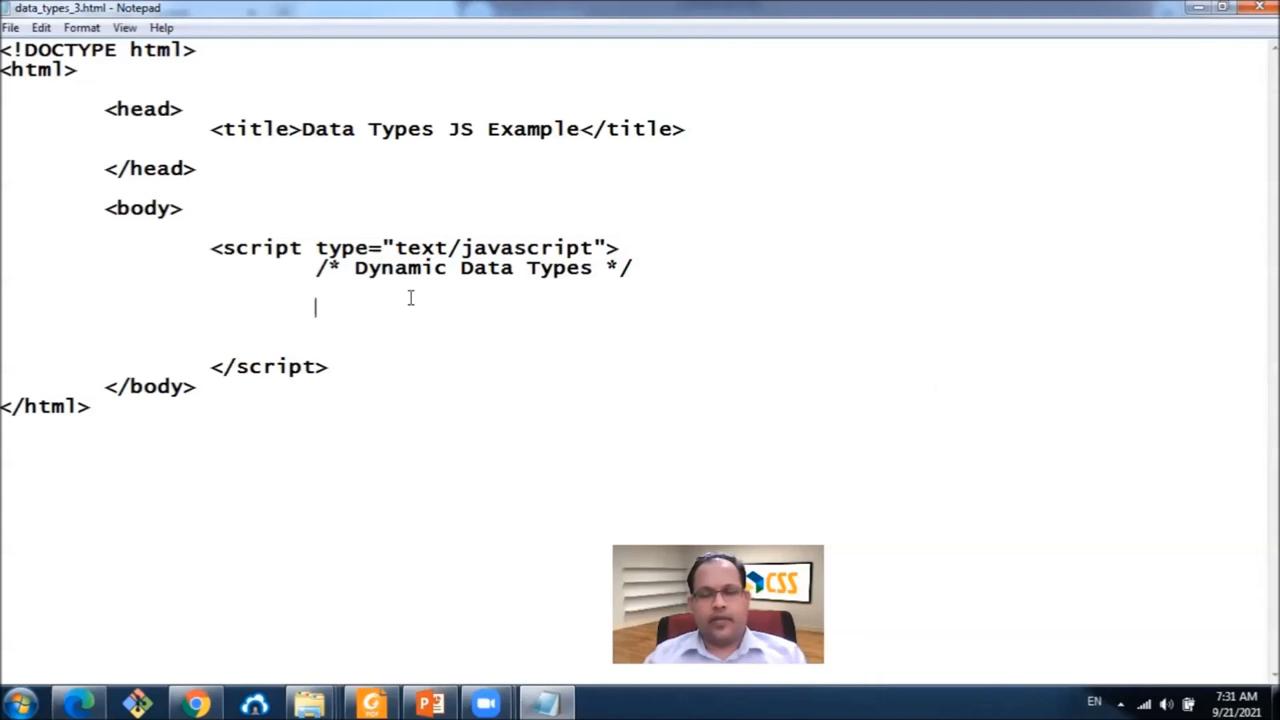 data_types_3.html - Notepad
File Edit Format View Help
<!DOCTYPE html>
<html>
<head>
<title>Data Types JS Example</title>
</head>
<body>
<script type="text/javascript">
/* Dynamic Data Types */
</script>
</body>
</html>
CSS
EN
7:31 AM
9/21/2021